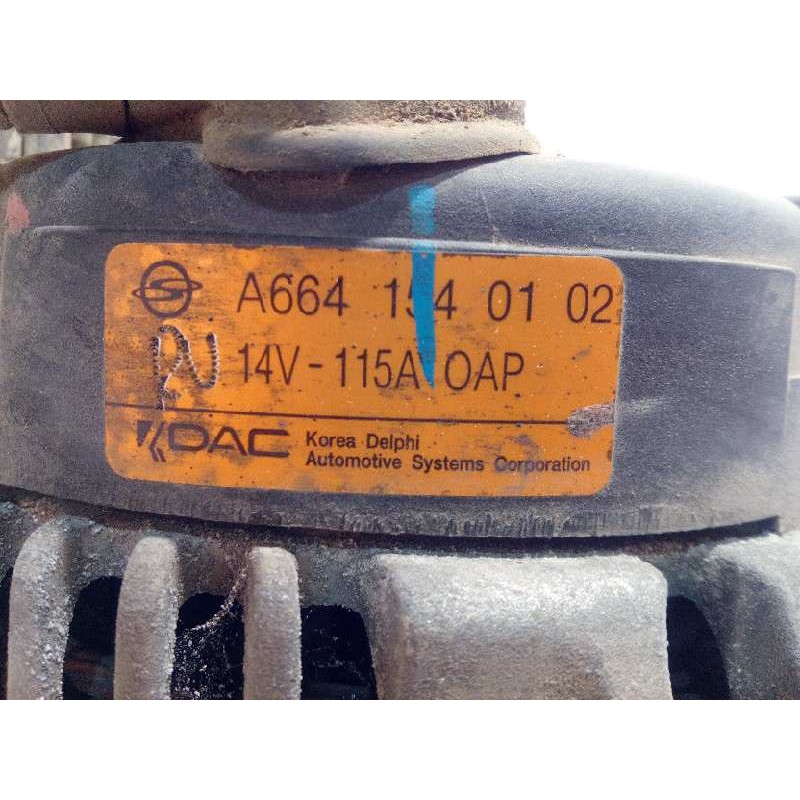 A664 154 01 02
14V - 115A OAP
KDAC Korea Delphi
Automotive Systems Corporation